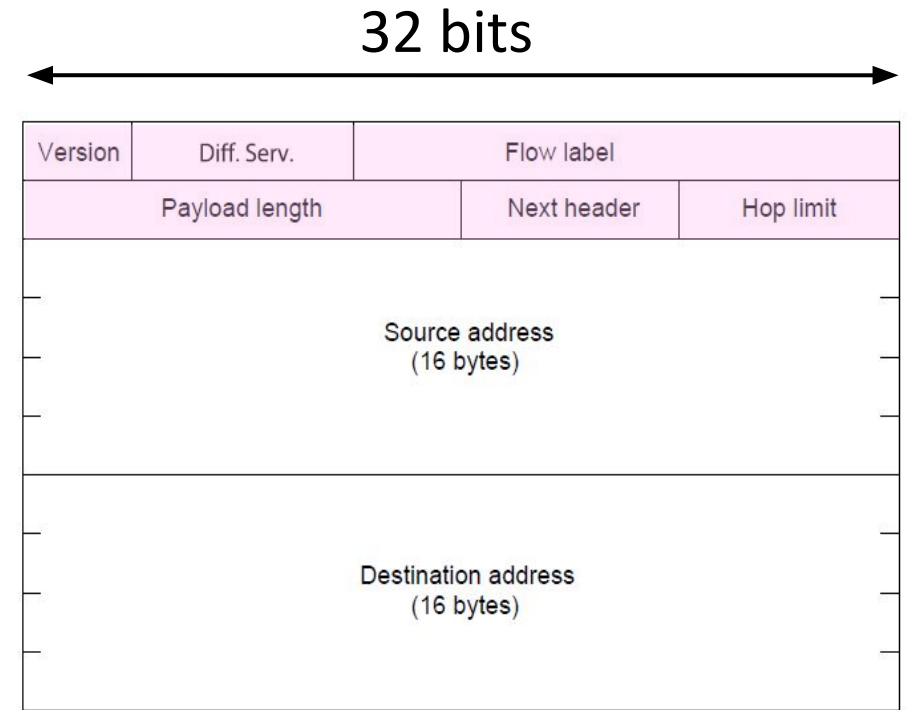 32 bits
Version Diff. Serv. Flow label
Payload length Next header Hop limit
Source address
(16 bytes)
Destination address
(16 bytes)